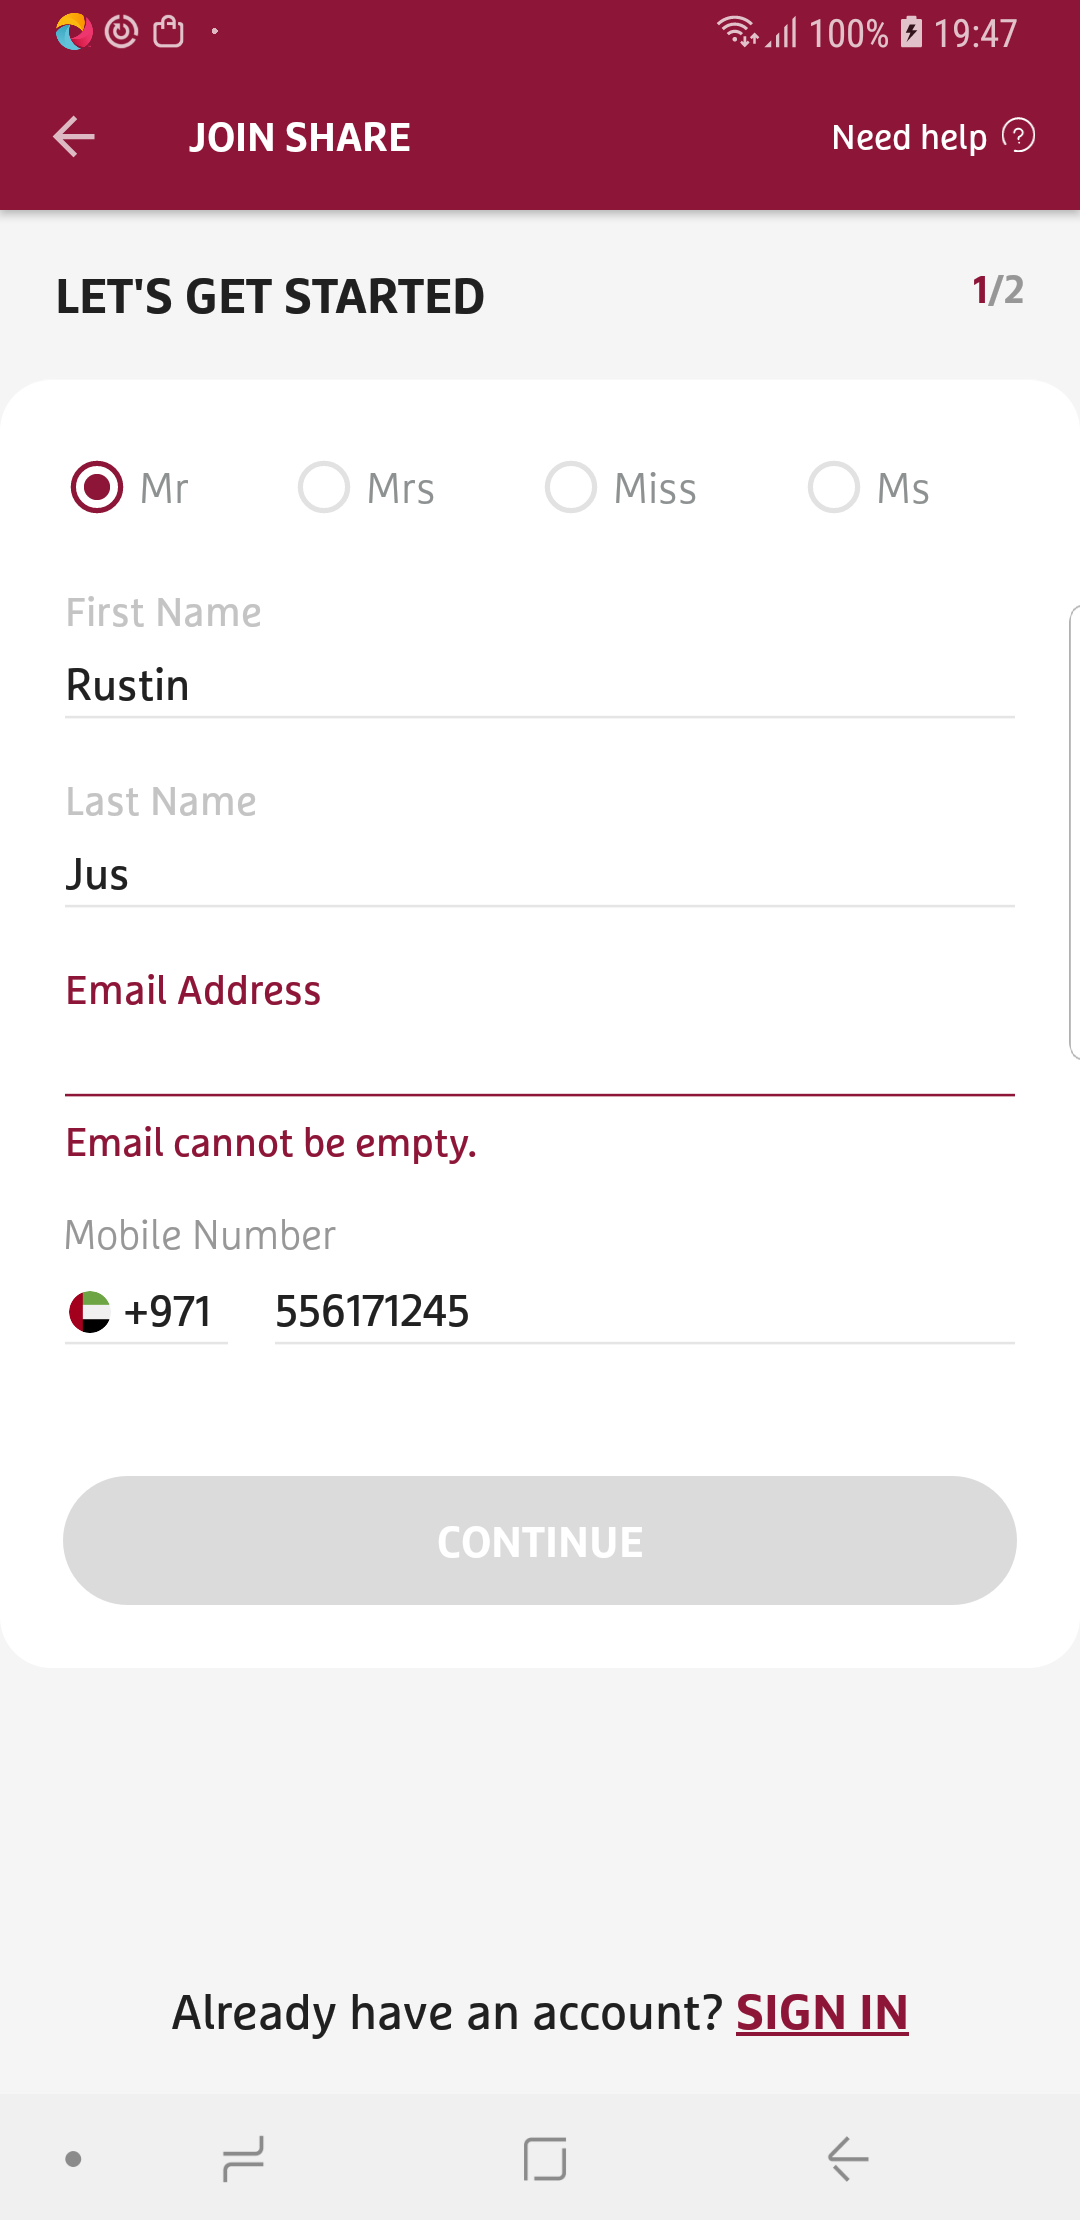 100% 19:47
JOIN SHARE Need help ?
LET'S GET STARTED 1/2
Mr Mrs Miss Ms
First Name
Rustin
Last Name
Jus
Email Address
Email cannot be empty.
Mobile Number
+971 556171245
CONTINUE
Already have an account? SIGN IN